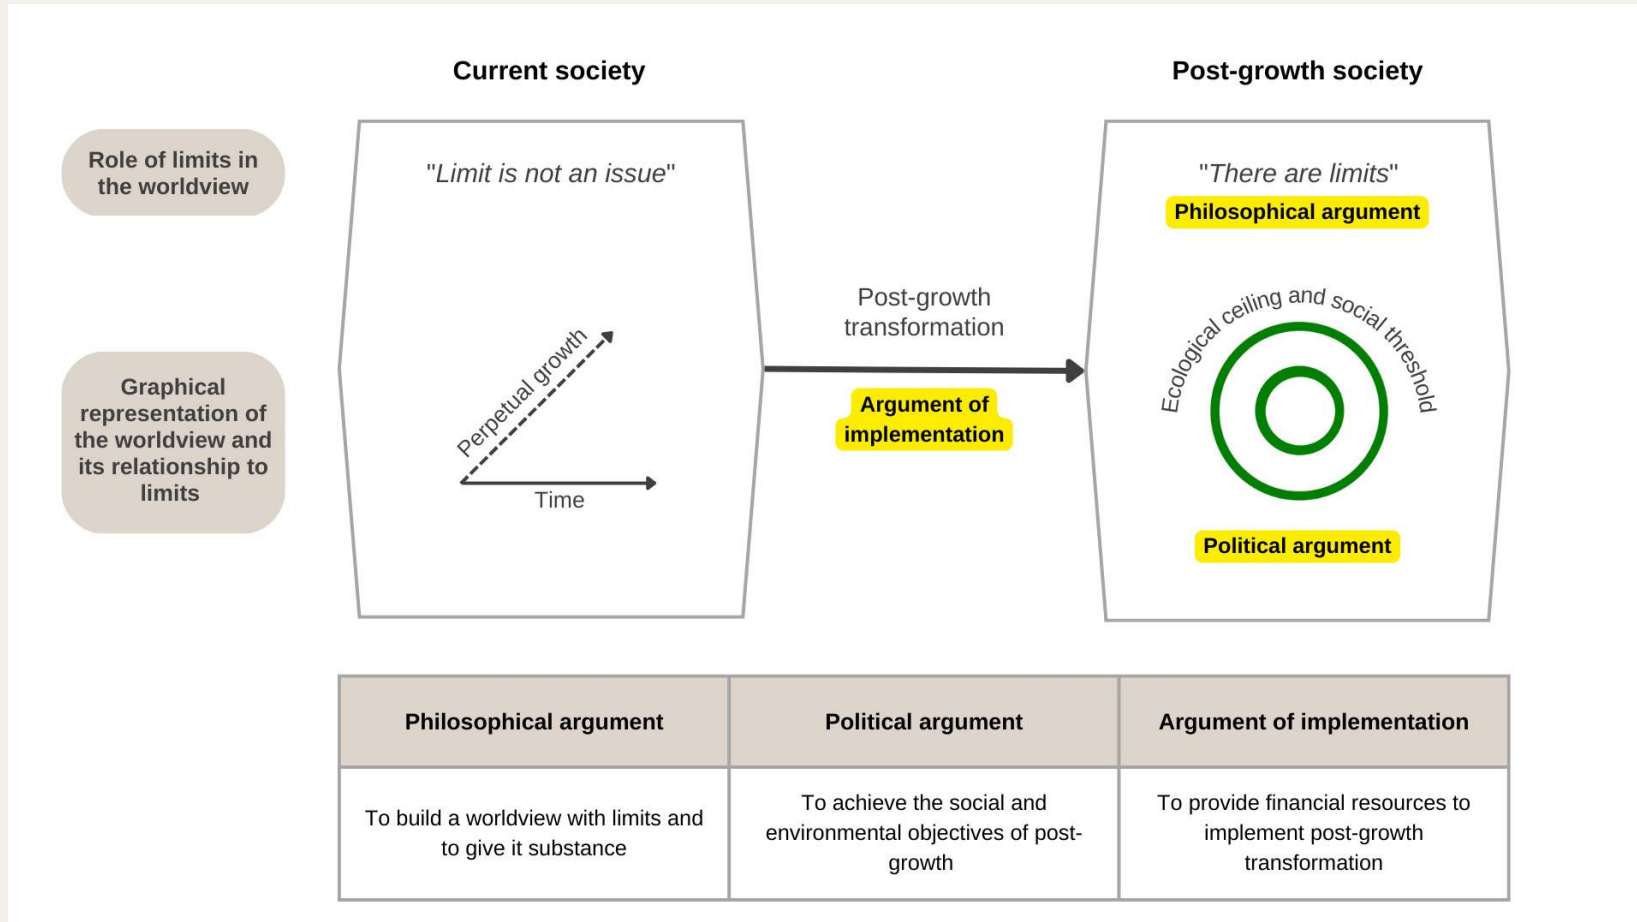 Current society
Post-growth society
Role of limits in
the worldview
"Limit is not an issue"
"There are limits"
Philosophical argument
Graphical
representation of
the worldview and
its relationship to
limits
Perpetual growth
Time
Post-growth
transformation
Argument of
implementation
Ecological ceiling and social threshold
Political argument
Philosophical argument
Political argument
Argument of implementation
To build a worldview with limits and
to give it substance
To achieve the social and
environmental objectives of post-
growth
To provide financial resources to
implement post-growth
transformation